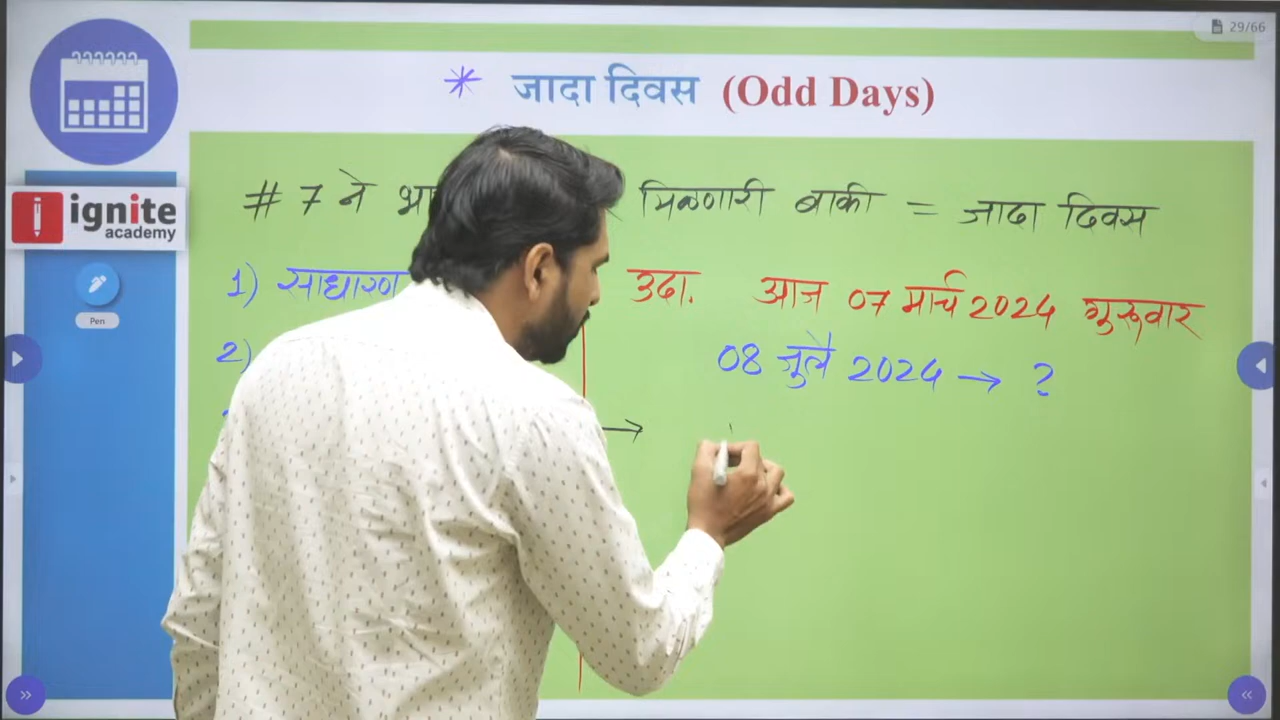 29/66
* जादा दिवस (Odd Days)
# 7 ने मिळणारी बाकी = जादा दिवस
ignite
academy
Pen
1) साधारण
उदा. आज 07 मार्च 2024 गुरूवार
2)
08 जुलै 2024 → ?
→